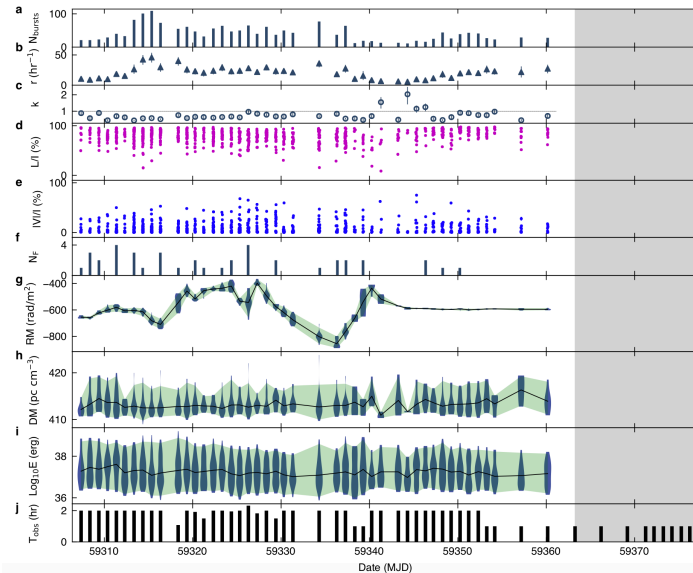 a
100
0
N_bursts
b
50
0
r (hr⁻¹)
c
2
1
k
d
100
0
L/I (%)
e
100
0
IVI/I (%)
f
4
0
N_F
g
−400
−600
−800
RM (rad/m²)
h
420
410
DM (pc cm⁻³)
i
38
36
Log₁₀E (erg)
j
2
0
T_obs (hr)
59310 59320 59330 59340 59350 59360 59370
Date (MJD)